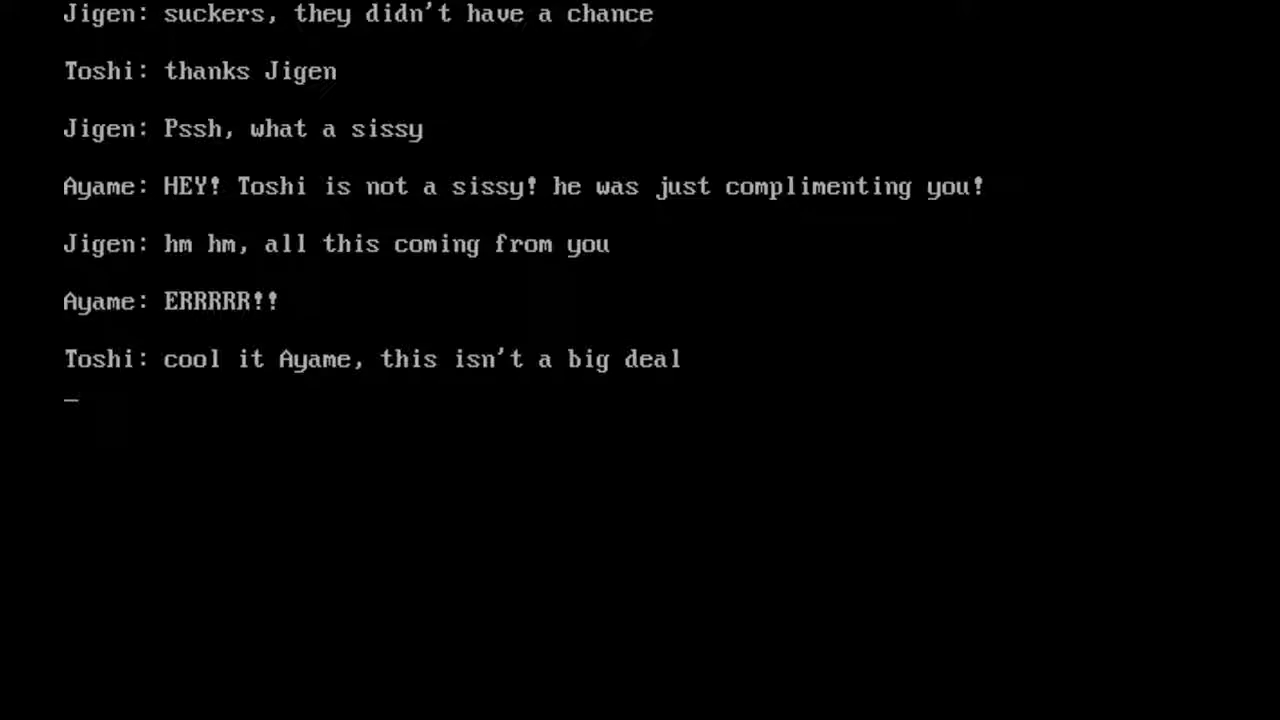 Jigen: suckers, they didn't have a chance
Toshi: thanks Jigen
Jigen: Pssh, what a sissy
Ayame: HEY! Toshi is not a sissy! he was just complimenting you!
Jigen: hm hm, all this coming from you
Ayame: ERRRRR!!
Toshi: cool it Ayame, this isn't a big deal
_